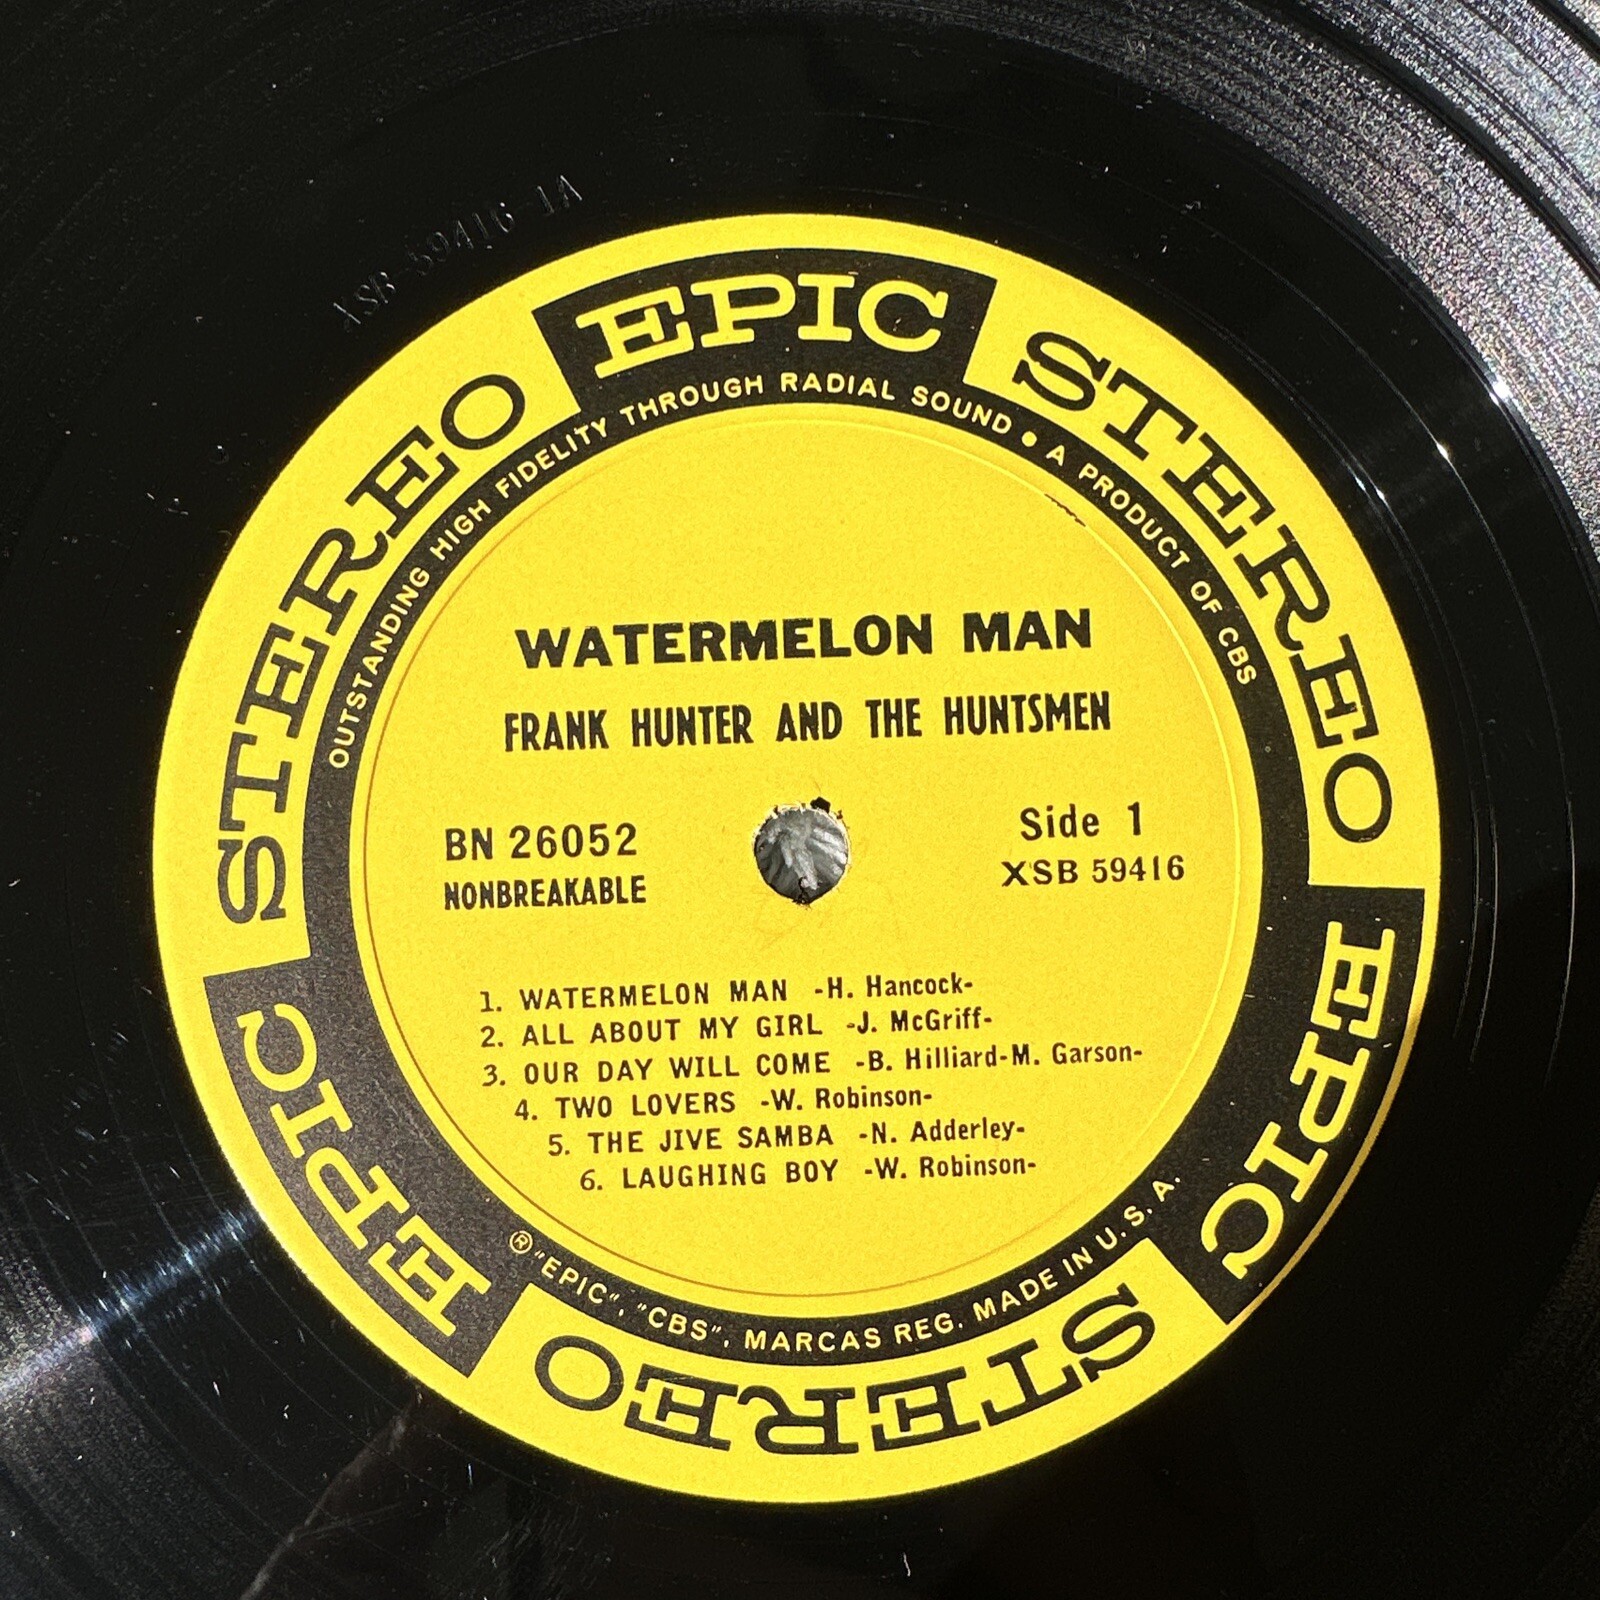 XSB-59416-1A
EPIC
STEREO
EPIC
STEREO
EPIC
STEREO
OUTSTANDING HIGH FIDELITY THROUGH RADIAL SOUND • A PRODUCT OF CBS
WATERMELON MAN
FRANK HUNTER AND THE HUNTSMEN
BN 26052
NONBREAKABLE
Side 1
XSB 59416
1. WATERMELON MAN -H. Hancock-
2. ALL ABOUT MY GIRL -J. McGriff-
3. OUR DAY WILL COME -B. Hilliard-M. Garson-
4. TWO LOVERS -W. Robinson-
5. THE JIVE SAMBA -N. Adderley-
6. LAUGHING BOY -W. Robinson-
® "EPIC", "CBS", MARCAS REG. MADE IN U. S. A.